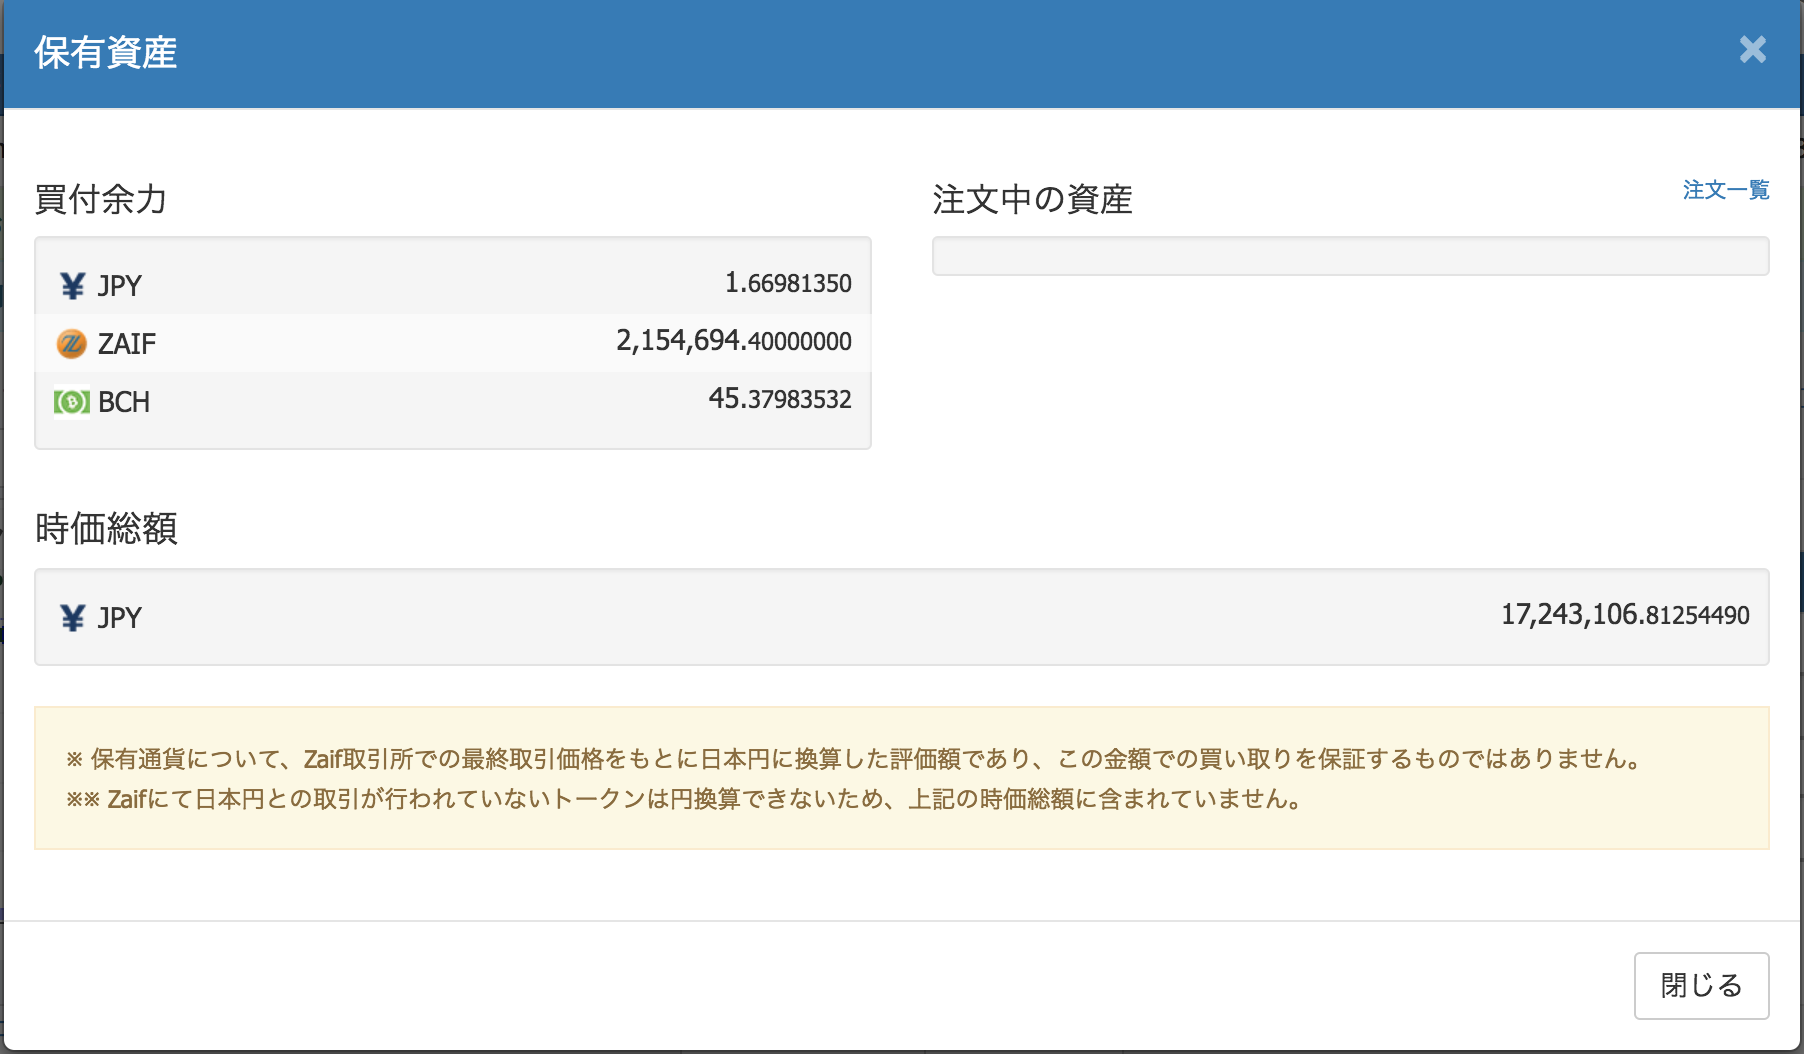 保有資産
×
買付余力
¥ JPY 1.66981350
ZAIF 2,154,694.40000000
BCH 45.37983532
注文中の資産
注文一覧
時価総額
¥ JPY 17,243,106.81254490
※ 保有通貨について、Zaif取引所での最終取引価格をもとに日本円に換算した評価額であり、この金額での買い取りを保証するものではありません。
※※ Zaifにて日本円との取引が行われていないトークンは円換算できないため、上記の時価総額に含まれていません。
閉じる